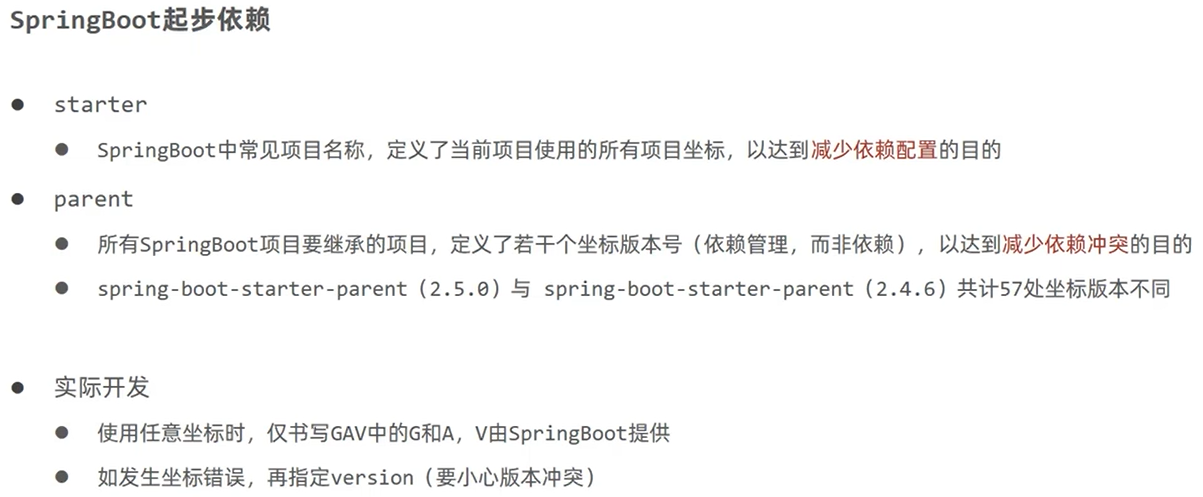 SpringBoot起步依赖
starter
SpringBoot中常见项目名称，定义了当前项目使用的所有项目坐标，以达到减少依赖配置的目的
parent
所有SpringBoot项目要继承的项目，定义了若干个坐标版本号（依赖管理，而非依赖），以达到减少依赖冲突的目的
spring-boot-starter-parent（2.5.0）与 spring-boot-starter-parent（2.4.6）共计57处坐标版本不同
实际开发
使用任意坐标时，仅书写GAV中的G和A，V由SpringBoot提供
如发生坐标错误，再指定version（要小心版本冲突）